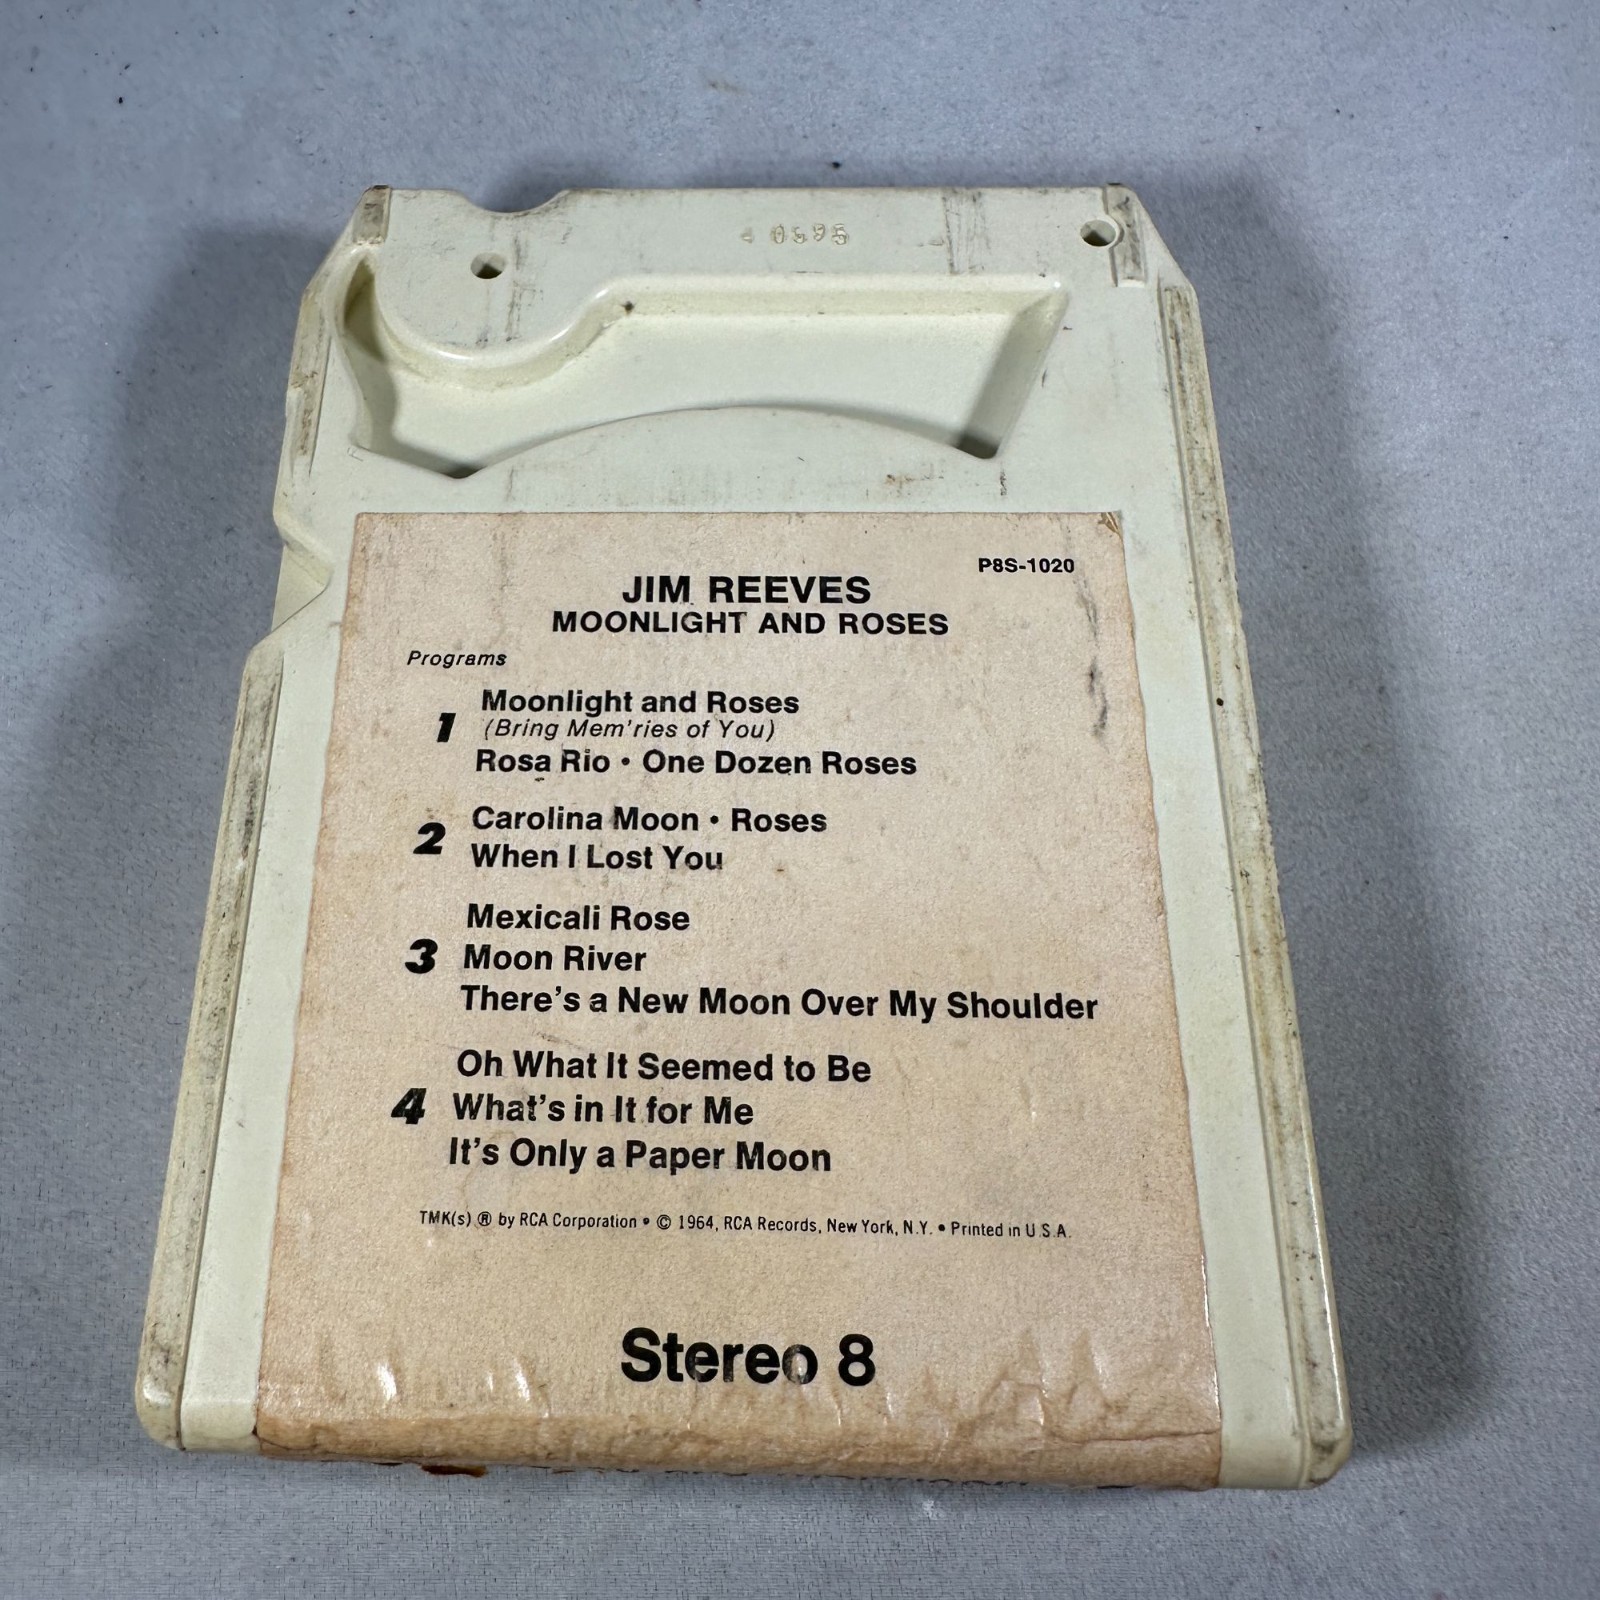 P8S-1020
JIM REEVES
MOONLIGHT AND ROSES
Programs
1
Moonlight and Roses
(Bring Mem'ries of You)
Rosa Rio • One Dozen Roses
2
Carolina Moon • Roses
When I Lost You
3
Mexicali Rose
Moon River
There's a New Moon Over My Shoulder
4
Oh What It Seemed to Be
What's in It for Me
It's Only a Paper Moon
TMK(s) ® by RCA Corporation • © 1964, RCA Records, New York, N.Y. • Printed in U.S.A.
Stereo 8